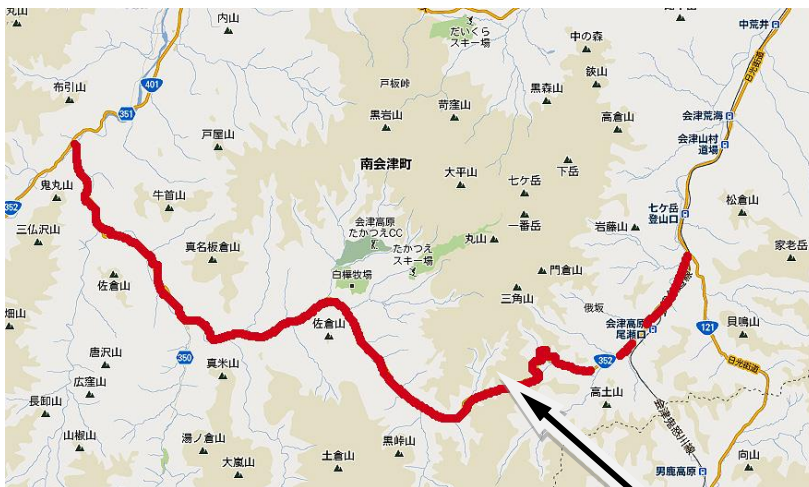 丸山
内山
だいくら
スキー場
中の森
中荒井
日光街道
401
布引山
戸板峠
鋏山
黒森山
351
黒岩山
苛窪山
高倉山
会津荒海
戸屋山
会津山村
道場
南会津町
下岳
大平山
七ケ岳
鬼丸山
牛首山
352
会津高原
たかつえCC
七ケ岳
登山口
松倉山
三仏沢山
一番岳
岩藤山
真名板倉山
丸山
たかつえ
スキー場
家老岳
門倉山
佐倉山
白樺牧場
三角山
俄坂
畑山
佐倉山
会津高原
尾瀬口
121
貝鳴山
唐沢山
350
真米山
352
日光街道
広窪山
高土山
長卸山
会津鬼怒川線
山椒山
湯ノ倉山
黒峠山
大嵐山
土倉山
男鹿高原
向山